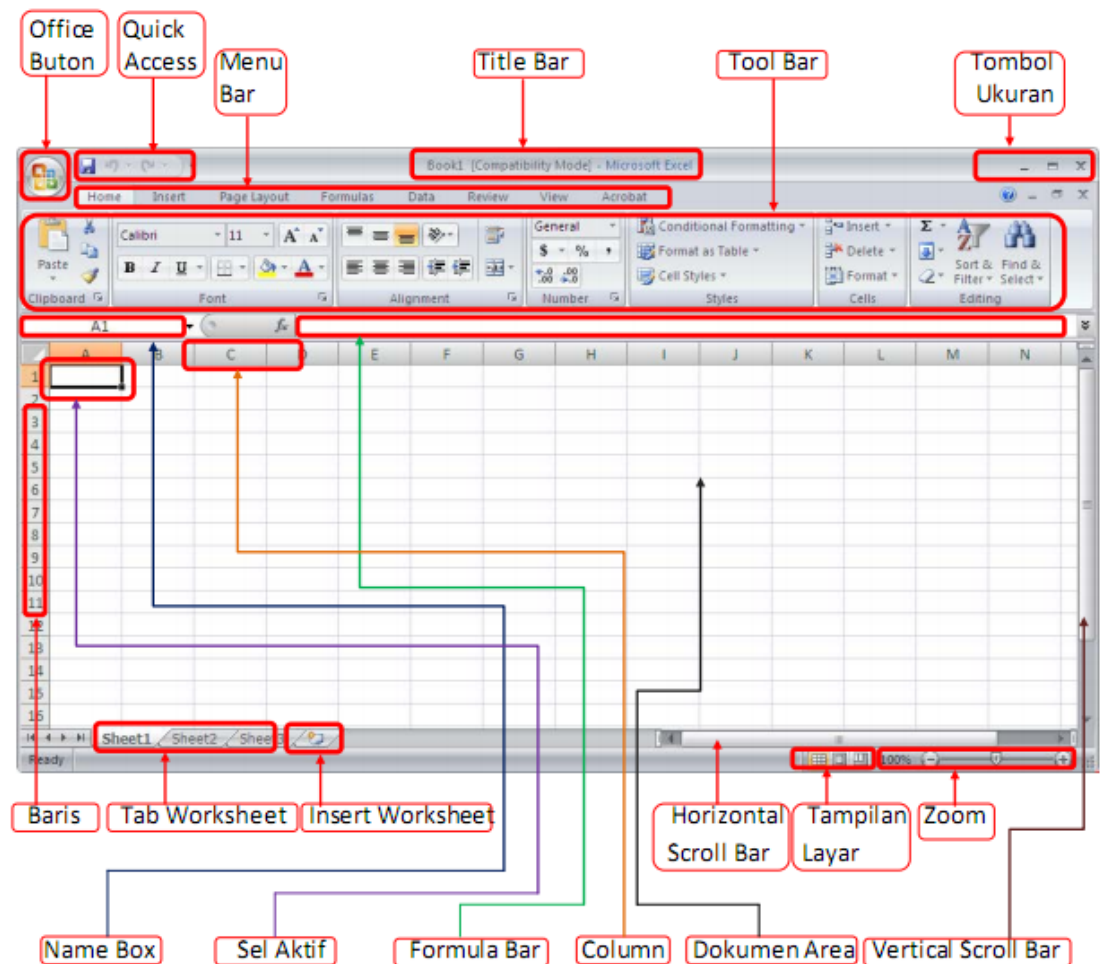 Office
Buton
Quick
Access
Menu
Bar
Title Bar
Tool Bar
Tombol
Ukuran
Book1 [Compatibility Mode] - Microsoft Excel
Home Insert Page Layout Formulas Data Review View Acrobat
Calibri 11 A A General Conditional Formatting Insert Σ
Paste B I U A $ % , Format as Table Delete Sort & Find &
Cell Styles Format Filter Select
Clipboard Font Alignment Number Styles Cells Editing
A1 fx
A B C D E F G H I J K L M N
1
2
3
4
5
6
7
8
9
10
11
12
13
14
15
16
Sheet1 Sheet2 Sheet3
Ready 100%
Baris Tab Worksheet Insert Worksheet
Horizontal
Scroll Bar
Tampilan
Layar
Zoom
Name Box Sel Aktif Formula Bar Column Dokumen Area Vertical Scroll Bar